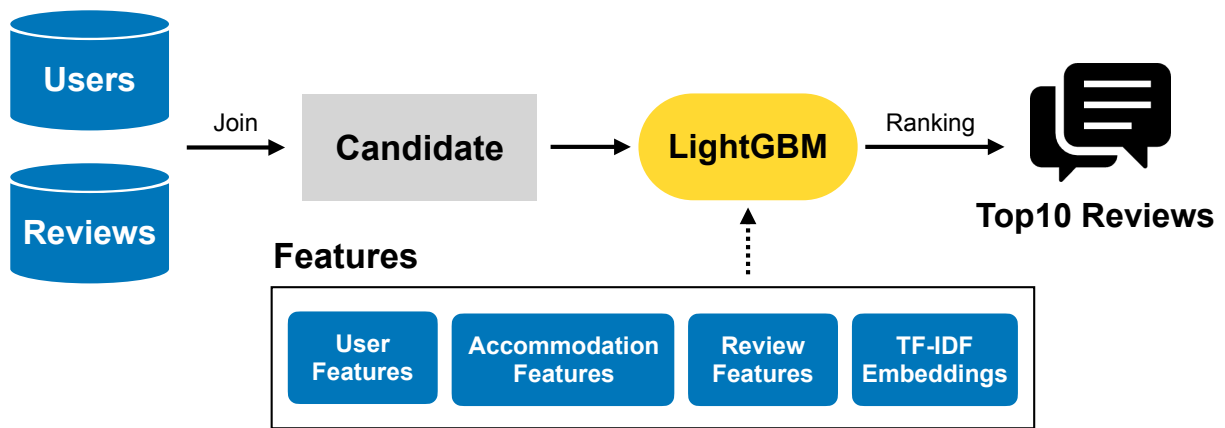 Users
Reviews
Join
Candidate
LightGBM
Ranking
Top10 Reviews
Features
User
Features
Accommodation
Features
Review
Features
TF-IDF
Embeddings